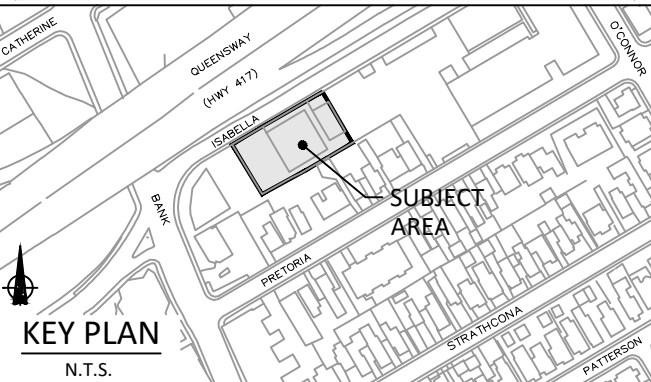 CATHERINE
QUEENSWAY
(HWY 417)
O'CONNOR
ISABELLA
BANK
SUBJECT
AREA
PRETORIA
STRATHCONA
PATTERSON
KEY PLAN
N.T.S.